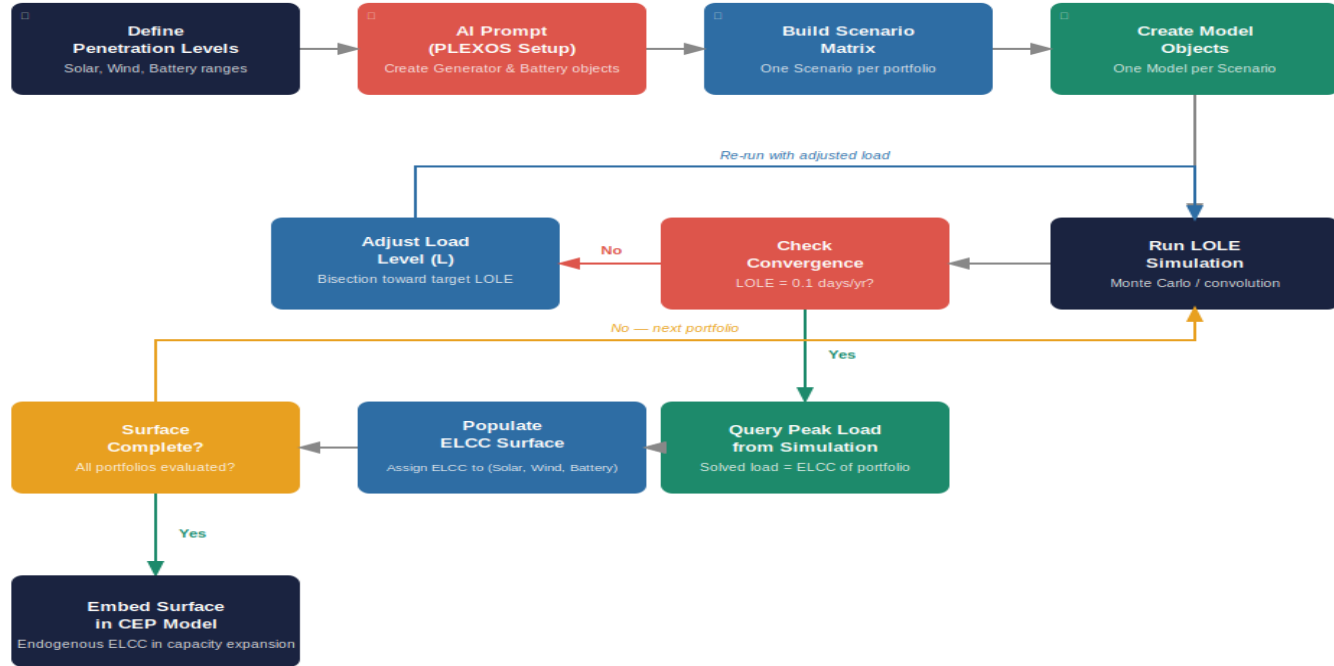 Define
Penetration Levels
Solar, Wind, Battery ranges
AI Prompt
(PLEXOS Setup)
Create Generator & Battery objects
Build Scenario
Matrix
One Scenario per portfolio
Create Model
Objects
One Model per Scenario
Re-run with adjusted load
Adjust Load
Level (L)
Bisection toward target LOLE
No
Check
Convergence
LOLE = 0.1 days/yr?
Run LOLE
Simulation
Monte Carlo / convolution
No — next portfolio
Yes
Surface
Complete?
All portfolios evaluated?
Populate
ELCC Surface
Assign ELCC to (Solar, Wind, Battery)
Query Peak Load
from Simulation
Solved load = ELCC of portfolio
Yes
Embed Surface
in CEP Model
Endogenous ELCC in capacity expansion